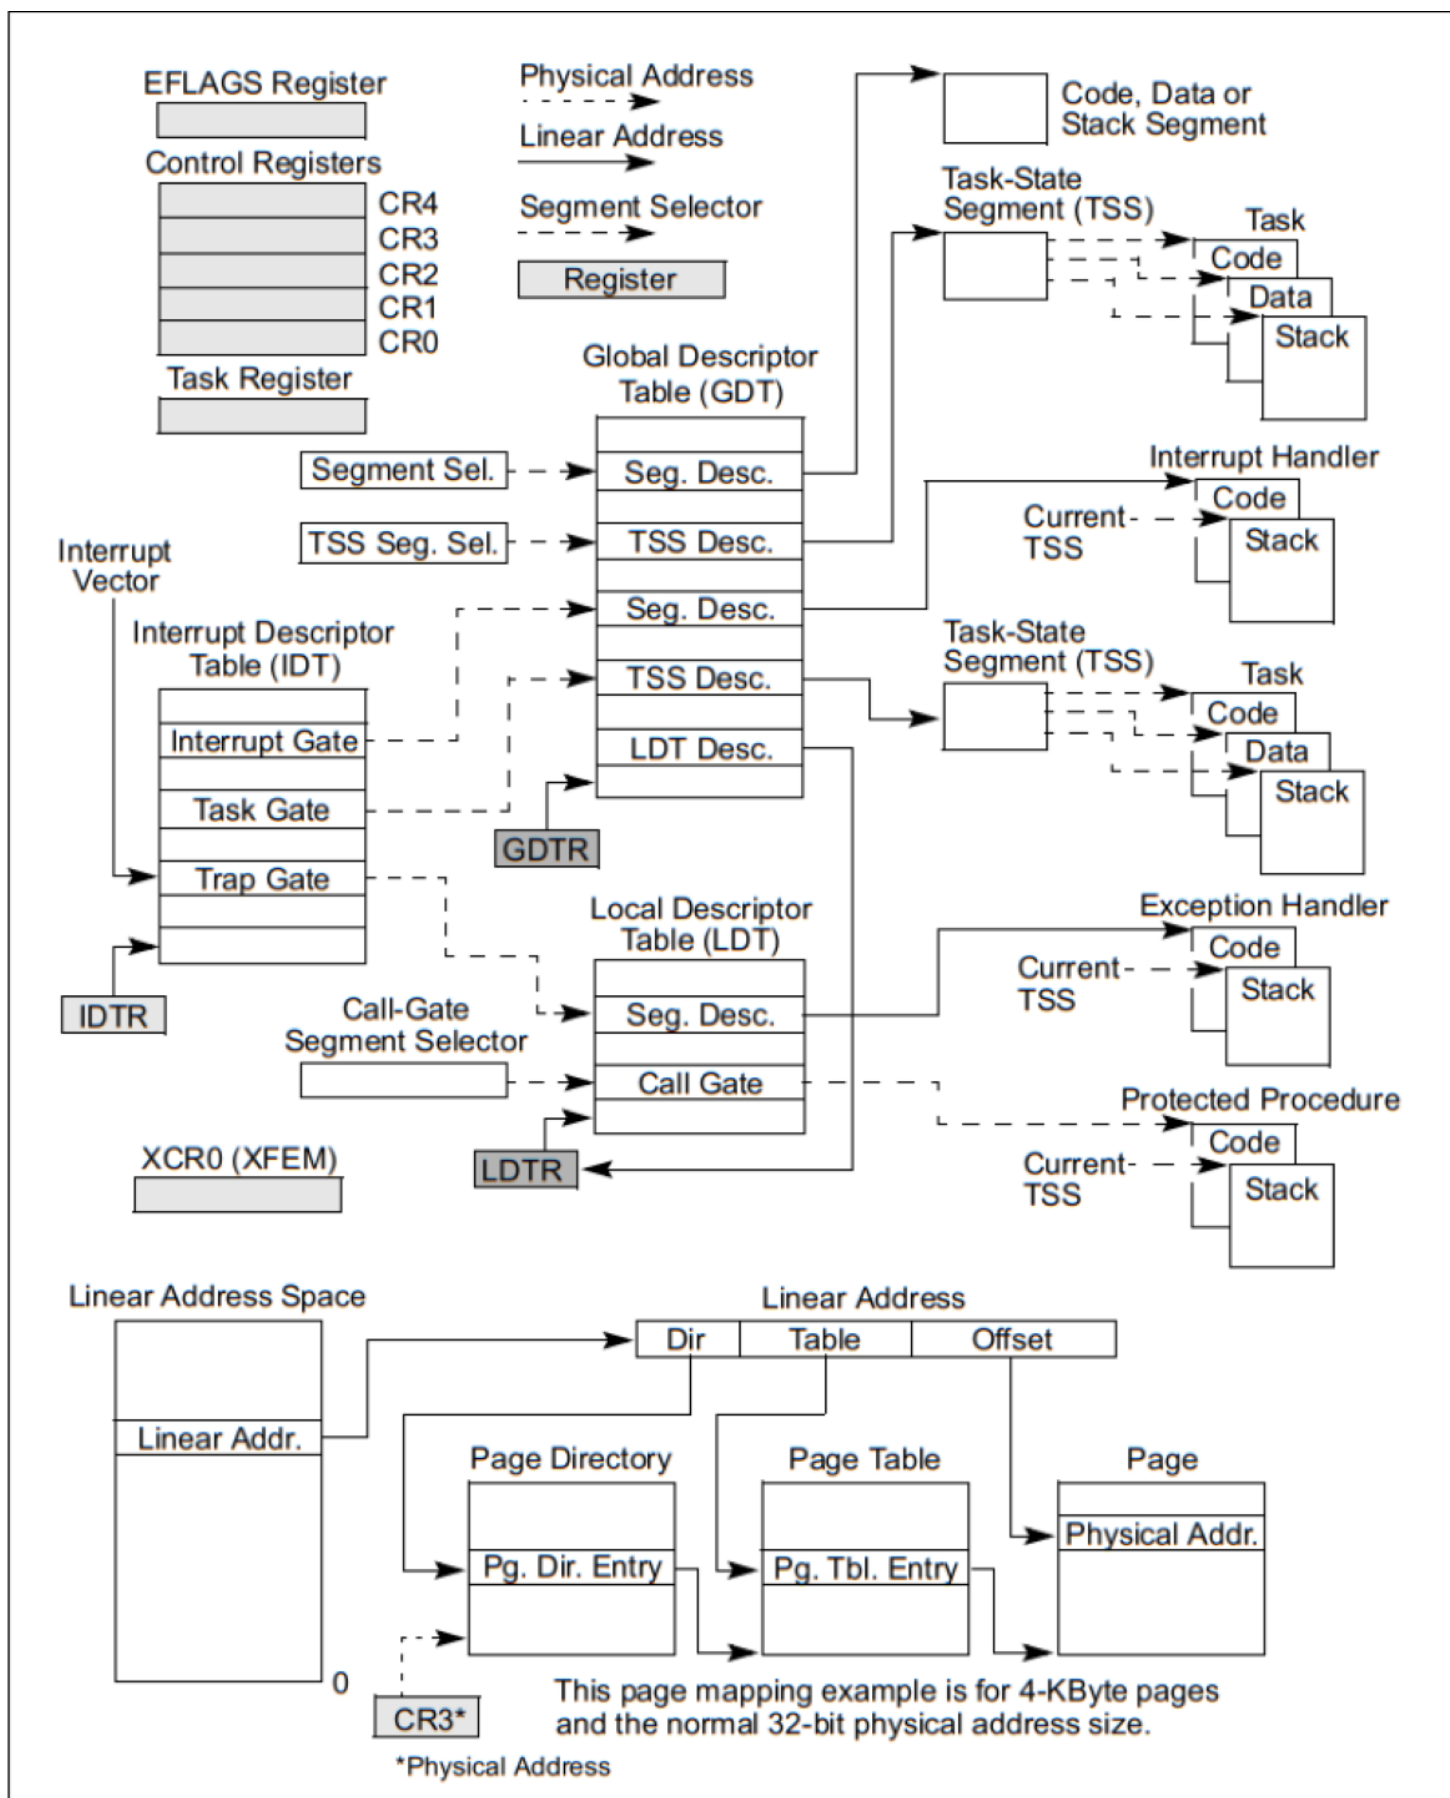 EFLAGS Register
Control Registers
CR4
CR3
CR2
CR1
CR0
Task Register
Physical Address
Linear Address
Segment Selector
Register
Code, Data or
Stack Segment
Task-State
Segment (TSS)
Task
Code
Data
Stack
Global Descriptor
Table (GDT)
Segment Sel.
Seg. Desc.
TSS Seg. Sel.
TSS Desc.
Seg. Desc.
TSS Desc.
LDT Desc.
GDTR
Interrupt Handler
Code
Current
TSS
Stack
Interrupt
Vector
Interrupt Descriptor
Table (IDT)
Interrupt Gate
Task Gate
Trap Gate
IDTR
Task-State
Segment (TSS)
Task
Code
Data
Stack
Local Descriptor
Table (LDT)
Seg. Desc.
Call Gate
Call-Gate
Segment Selector
LDTR
Exception Handler
Code
Current
TSS
Stack
Protected Procedure
Code
Current
TSS
Stack
XCR0 (XFEM)
Linear Address Space
Linear Addr.
0
Linear Address
Dir
Table
Offset
Page Directory
Pg. Dir. Entry
Page Table
Pg. Tbl. Entry
Page
Physical Addr.
CR3*
*Physical Address
This page mapping example is for 4-KByte pages
and the normal 32-bit physical address size.